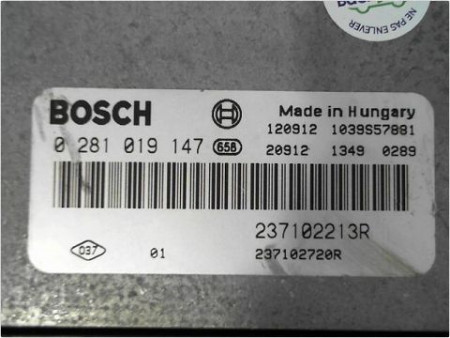 NE PAS ENLEVER
BOSCH
Made in Hungary
120912 1039S57881
0 281 019 147 656 20912 1349 0289
237102213R
037 01 237102720R